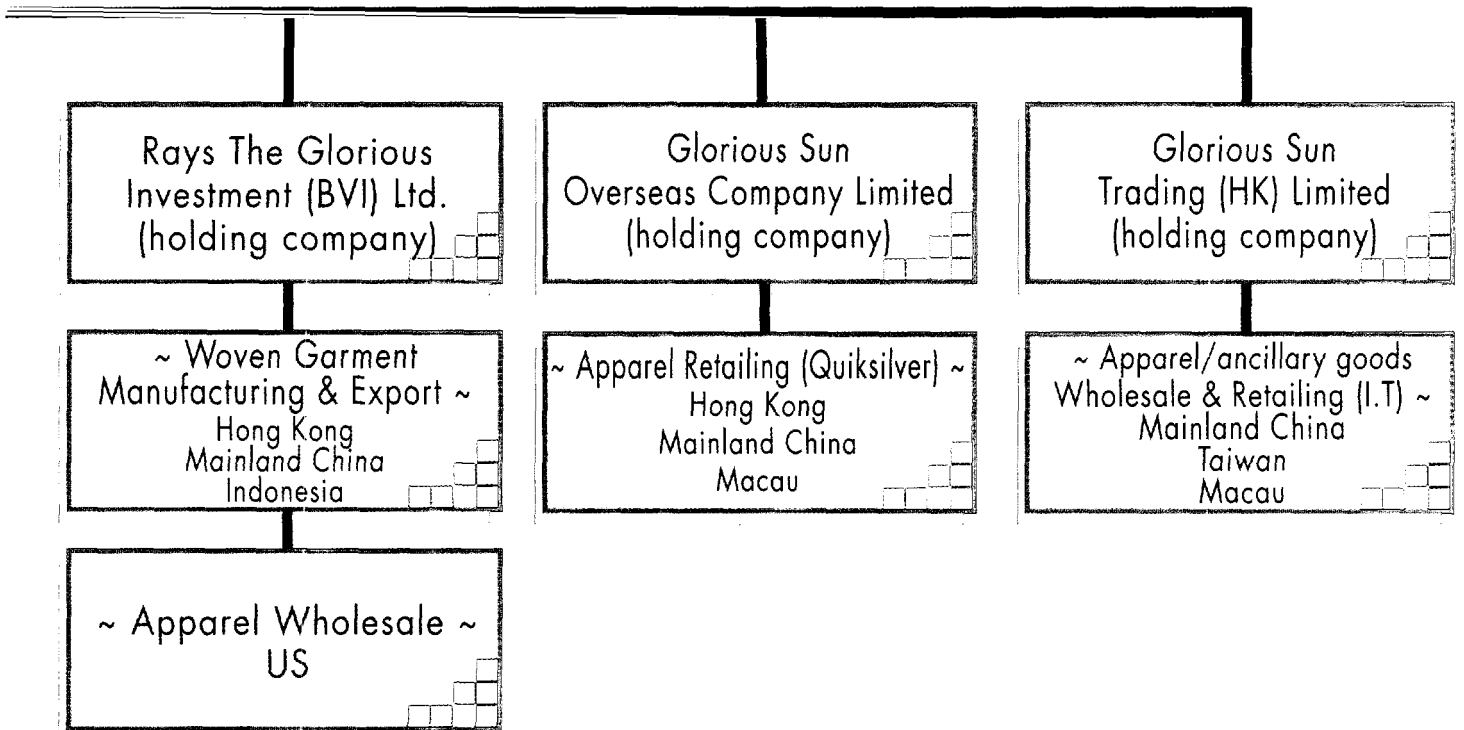 Rays The Glorious
Investment (BVI) Ltd.
(holding company)
Glorious Sun
Overseas Company Limited
(holding company)
Glorious Sun
Trading (HK) Limited
(holding company)
~ Woven Garment
Manufacturing & Export ~
Hong Kong
Mainland China
Indonesia
~ Apparel Retailing (Quiksilver) ~
Hong Kong
Mainland China
Macau
~ Apparel/ancillary goods
Wholesale & Retailing (I.T) ~
Mainland China
Taiwan
Macau
~ Apparel Wholesale ~
US